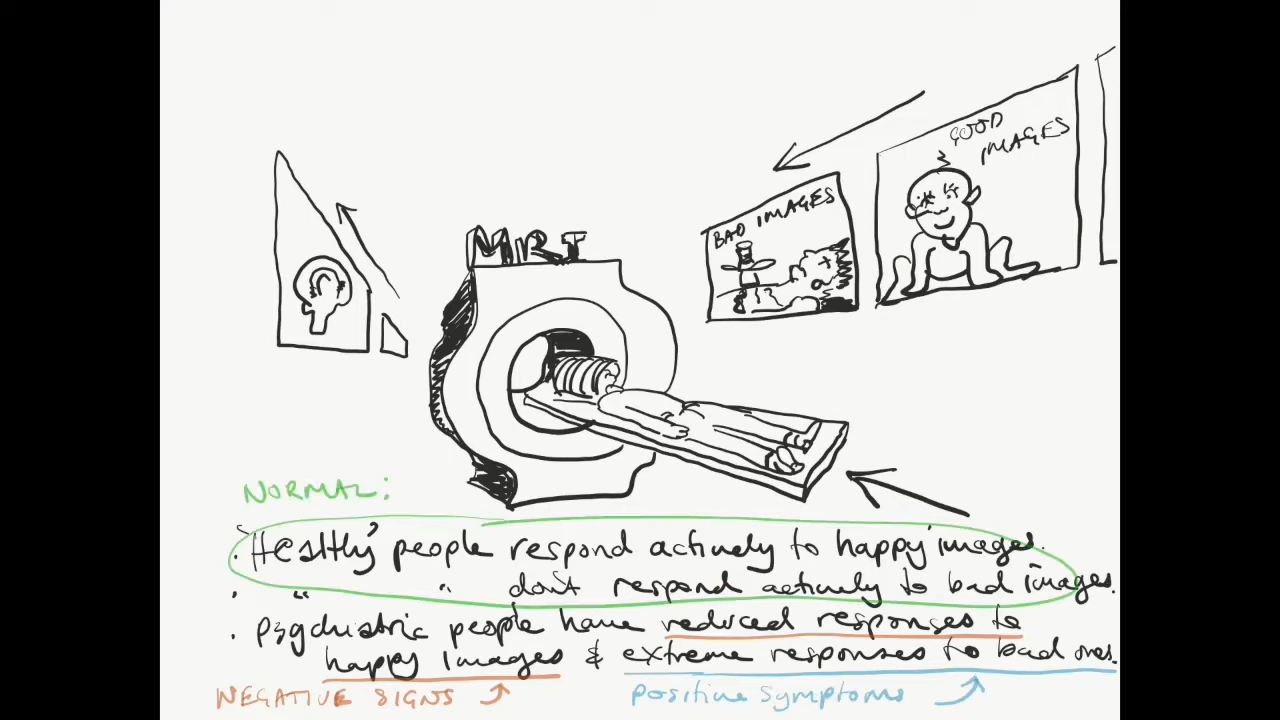 GOOD
IMAGES
BAD IMAGES
MRI
NORMAL:
. 'Healthy' people respond actively to happy images.
. " " don't respond actively to bad images.
. psychiatric people have reduced responses to
happy images & extreme responses to bad ones.
NEGATIVE SIGNS
positive symptoms